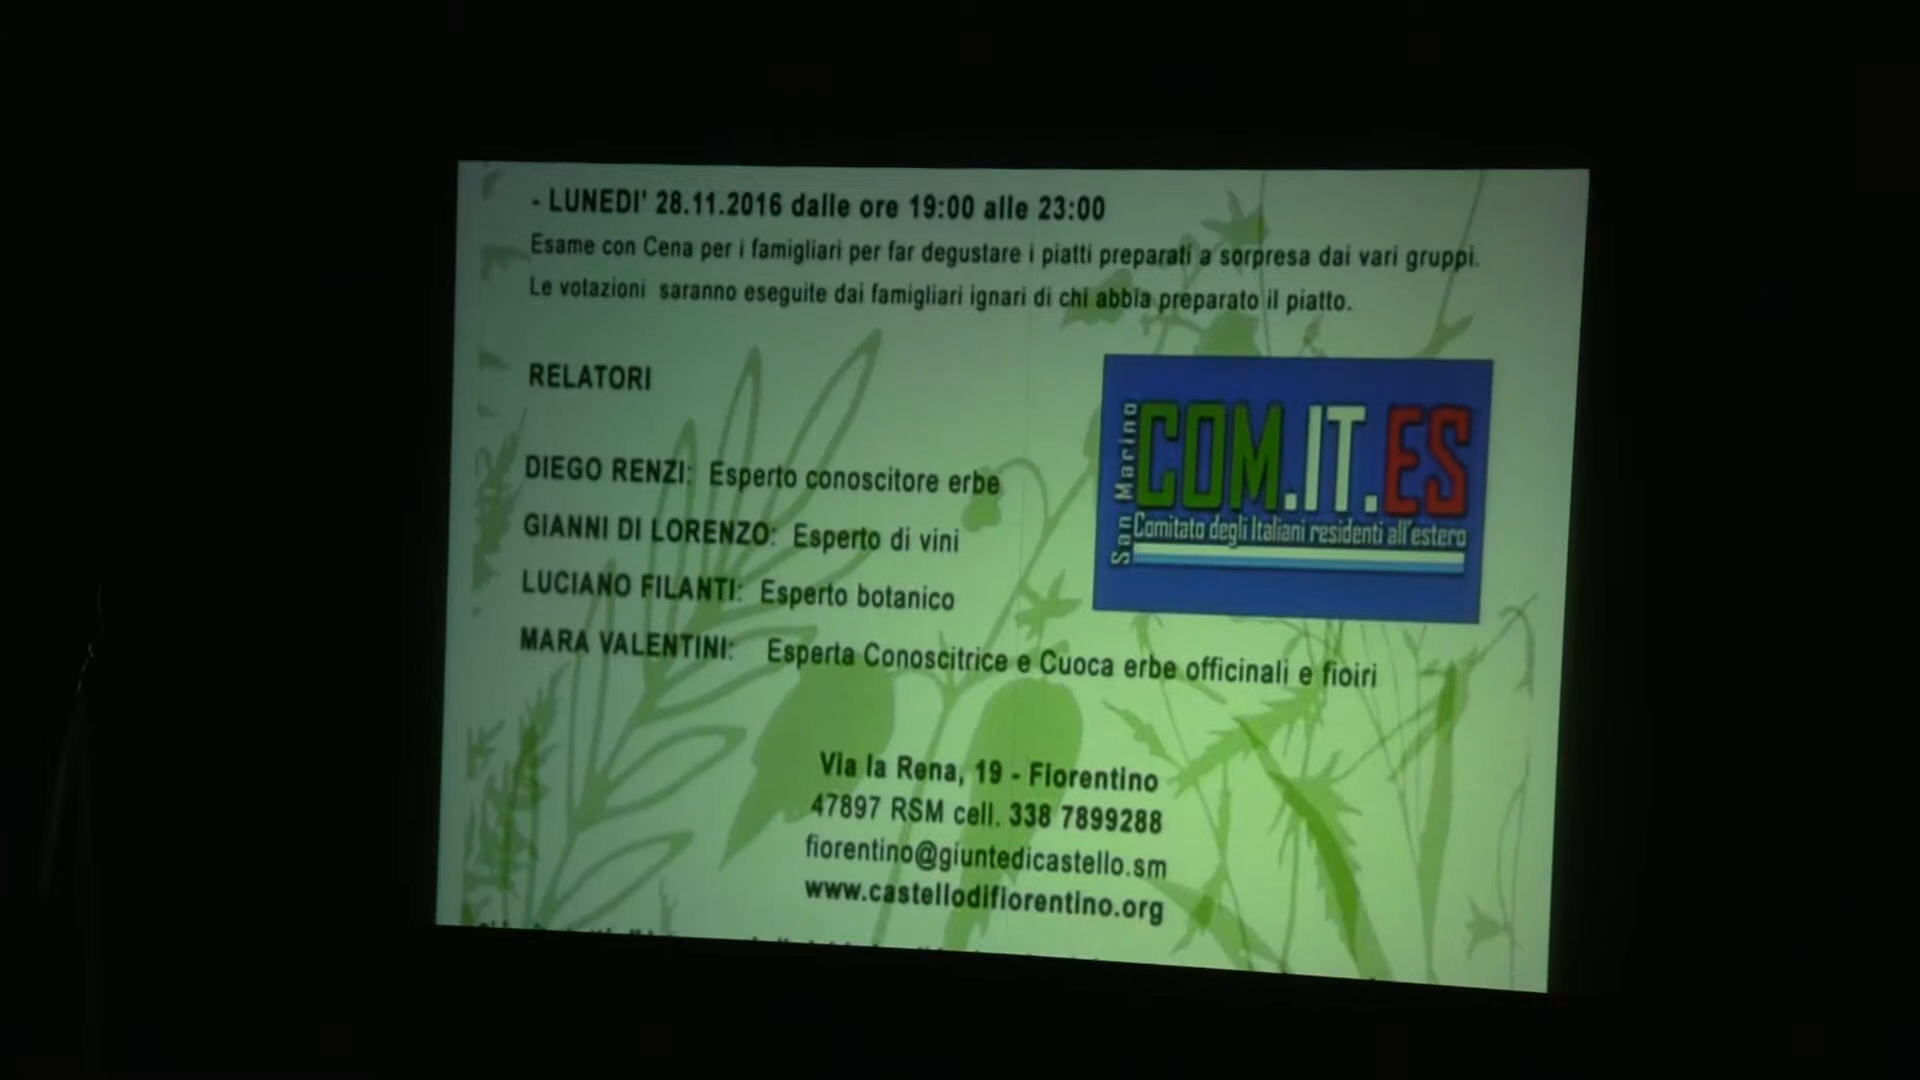 - LUNEDI' 28.11.2016 dalle ore 19:00 alle 23:00
Esame con Cena per i famigliari per far degustare i piatti preparati a sorpresa dai vari gruppi.
Le votazioni saranno eseguite dai famigliari ignari di chi abbia preparato il piatto.
RELATORI
San Marino
COM.IT.ES
Comitato degli Italiani residenti all'estero
DIEGO RENZI: Esperto conoscitore erbe
GIANNI DI LORENZO: Esperto di vini
LUCIANO FILANTI: Esperto botanico
MARA VALENTINI: Esperta Conoscitrice e Cuoca erbe officinali e fioiri
Via la Rena, 19 - Fiorentino
47897 RSM cell. 338 7899288
fiorentino@giuntedicastello.sm
www.castellodifiorentino.org